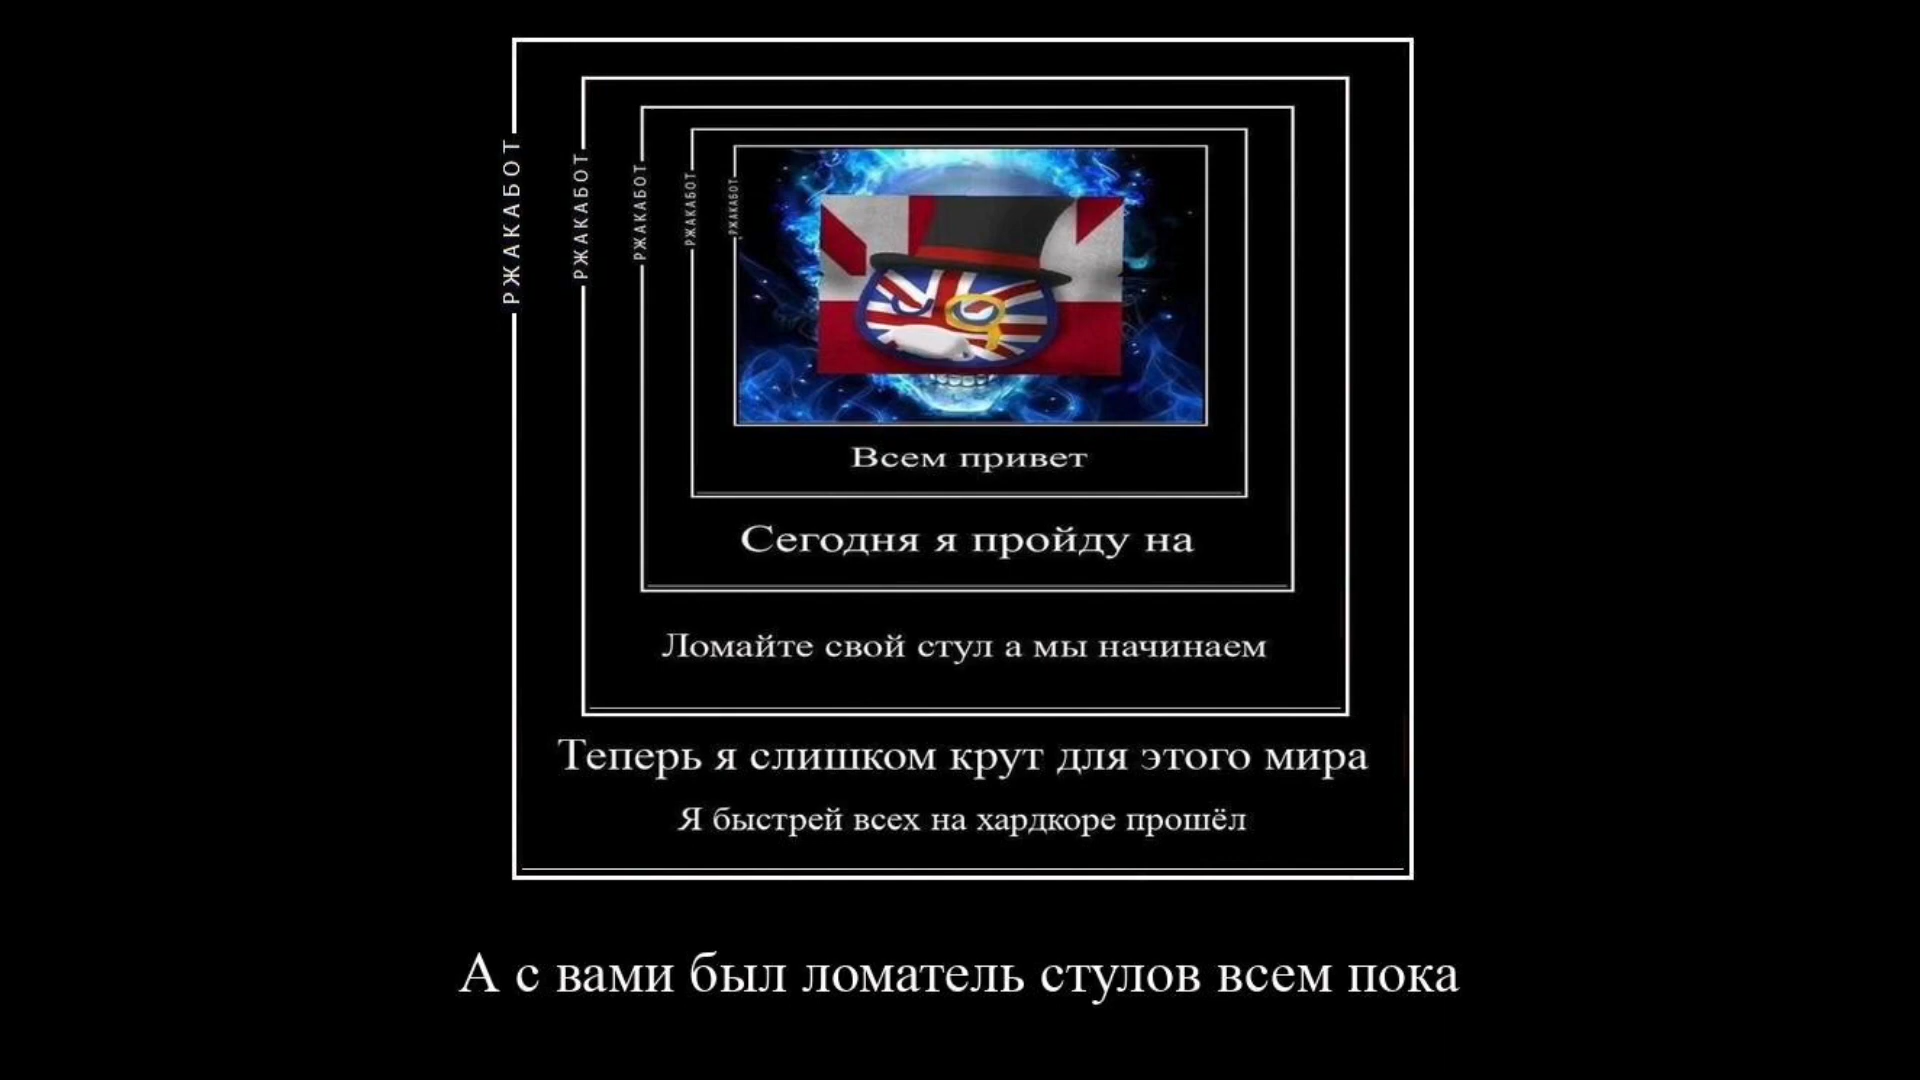 РЖАКАБОТ
РЖАКАБОТ
РЖАКАБОТ
РЖАКАБОТ
РЖАКАБОТ
Всем привет
Сегодня я пройду на
Ломайте свой стул а мы начинаем
Теперь я слишком крут для этого мира
Я быстрей всех на хардкоре прошёл
А с вами был ломатель стулов всем пока